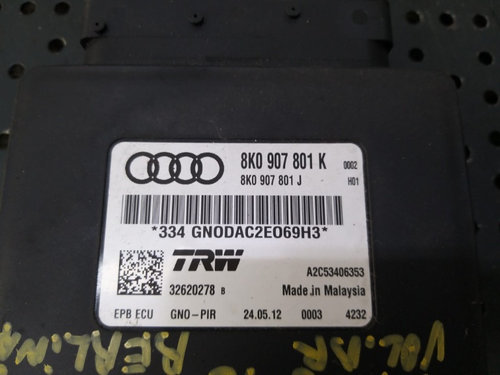 8K0 907 801 K 0002
8K0 907 801 J H01
*334 GNODAC2E069H3*
TRW
A2C53406353
32620278 B Made in Malaysia
EPB ECU GNO-PIR 24.05.12 0003 4232